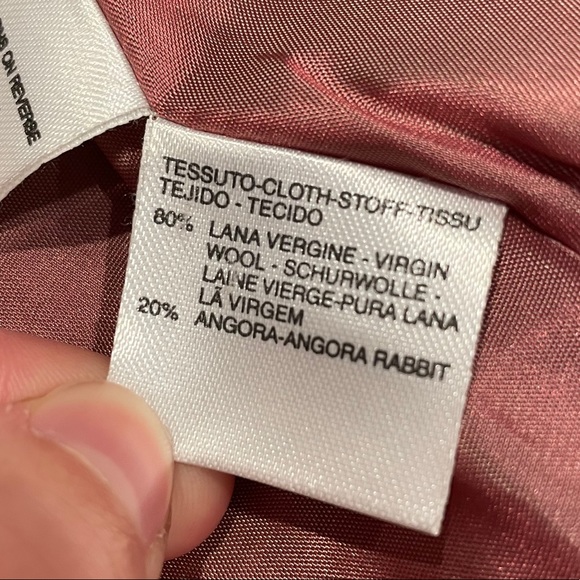 ON REVERSE
TESSUTO-CLOTH-STOFF-TISSU
TEJIDO - TECIDO
80% LANA VERGINE - VIRGIN
WOOL - SCHURWOLLE -
LAINE VIERGE-PURA LANA
LÃ VIRGEM
20% ANGORA-ANGORA RABBIT